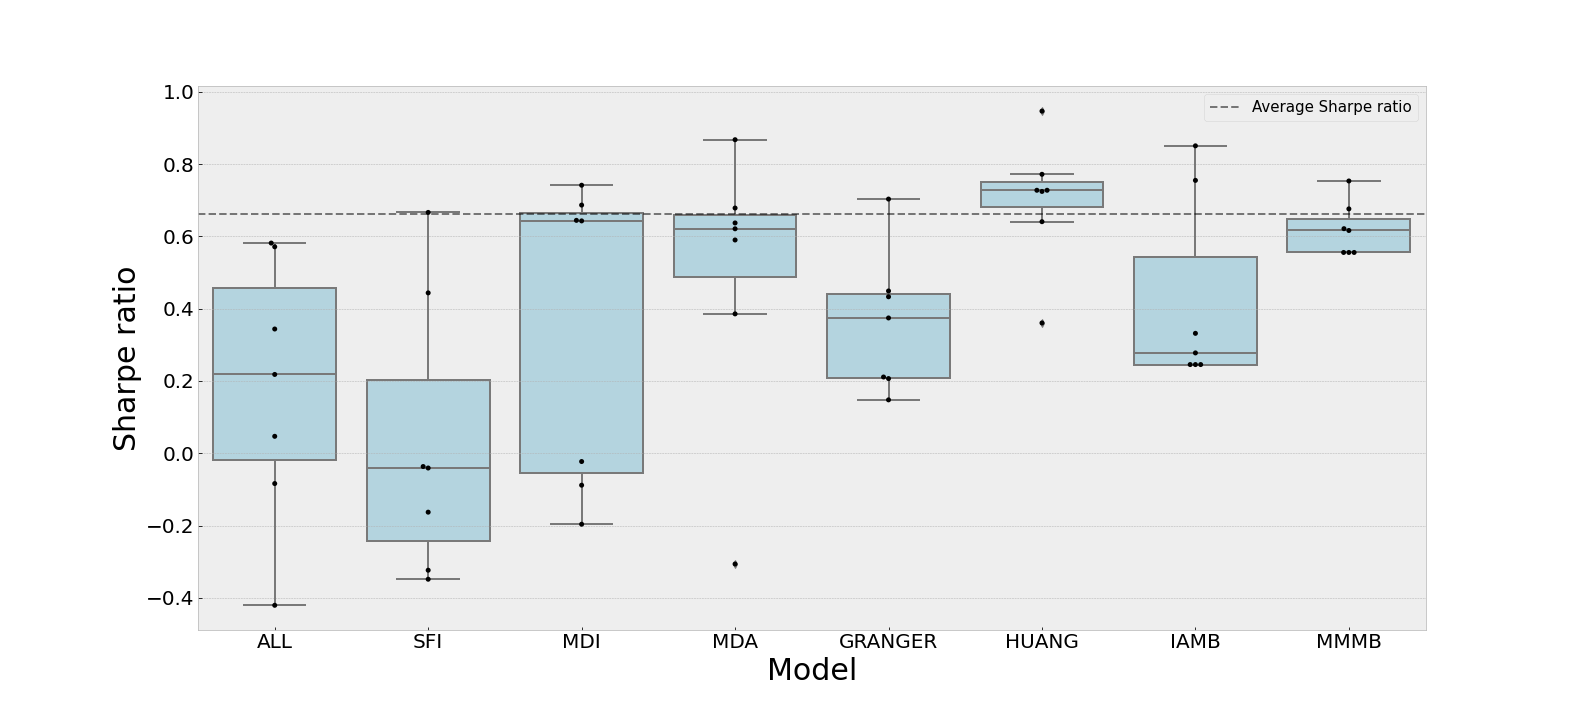 Average Sharpe ratio
1.0
0.8
0.6
0.4
0.2
0.0
−0.2
−0.4
Sharpe ratio
ALL SFI MDI MDA GRANGER HUANG IAMB MMMB
Model